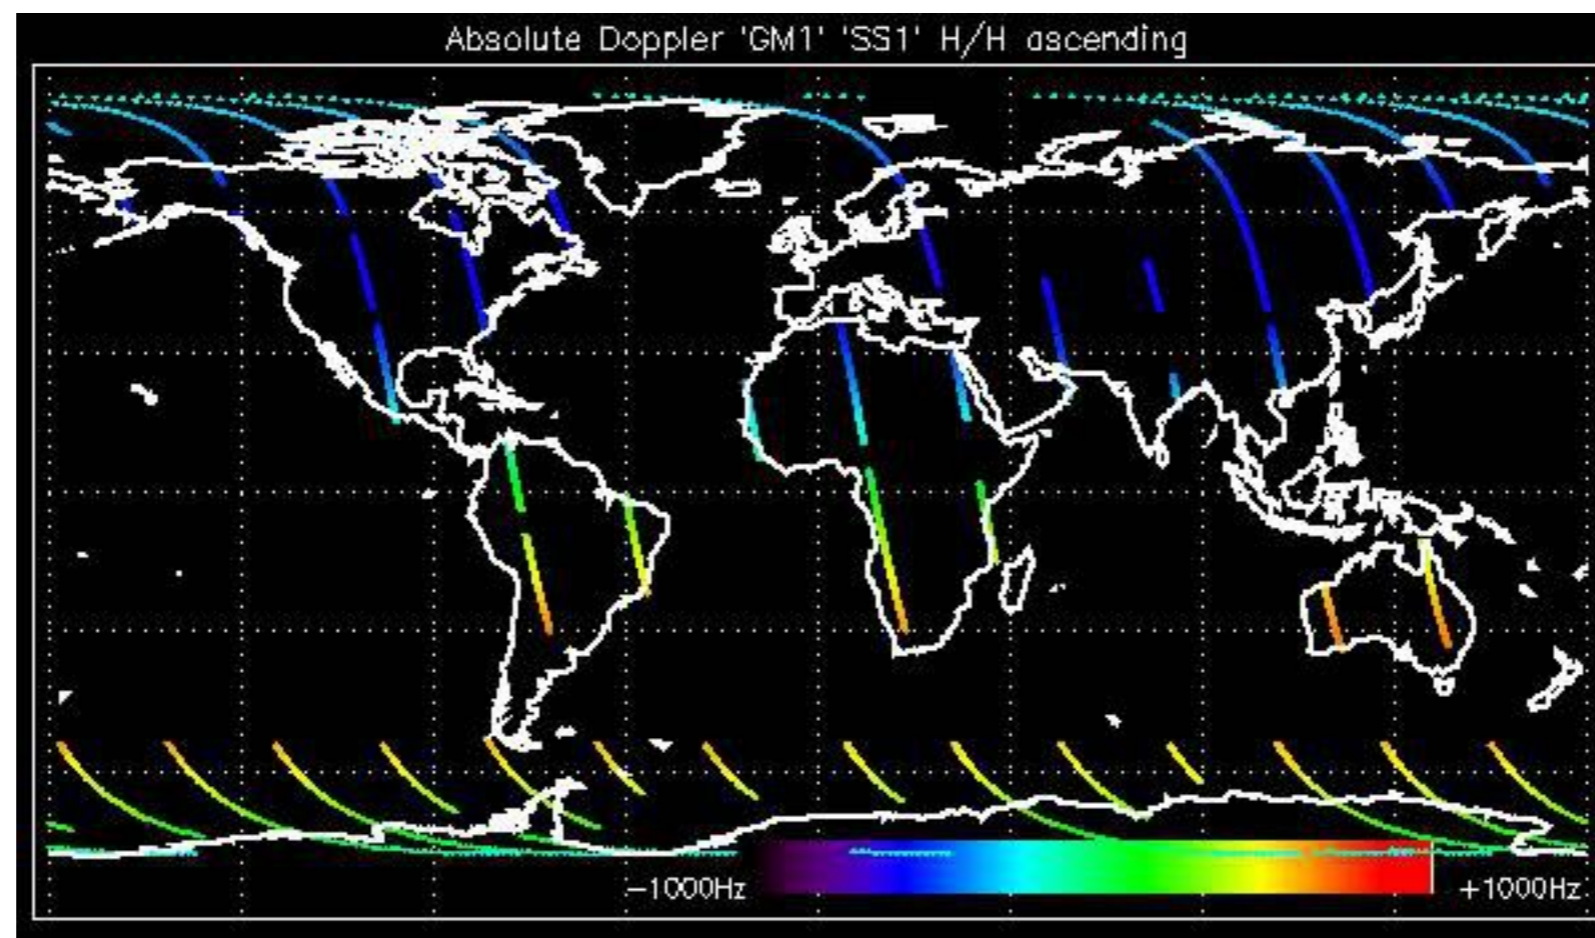 Absolute Doppler 'GM1' 'SS1' H/H ascending
−1000Hz
+1000Hz